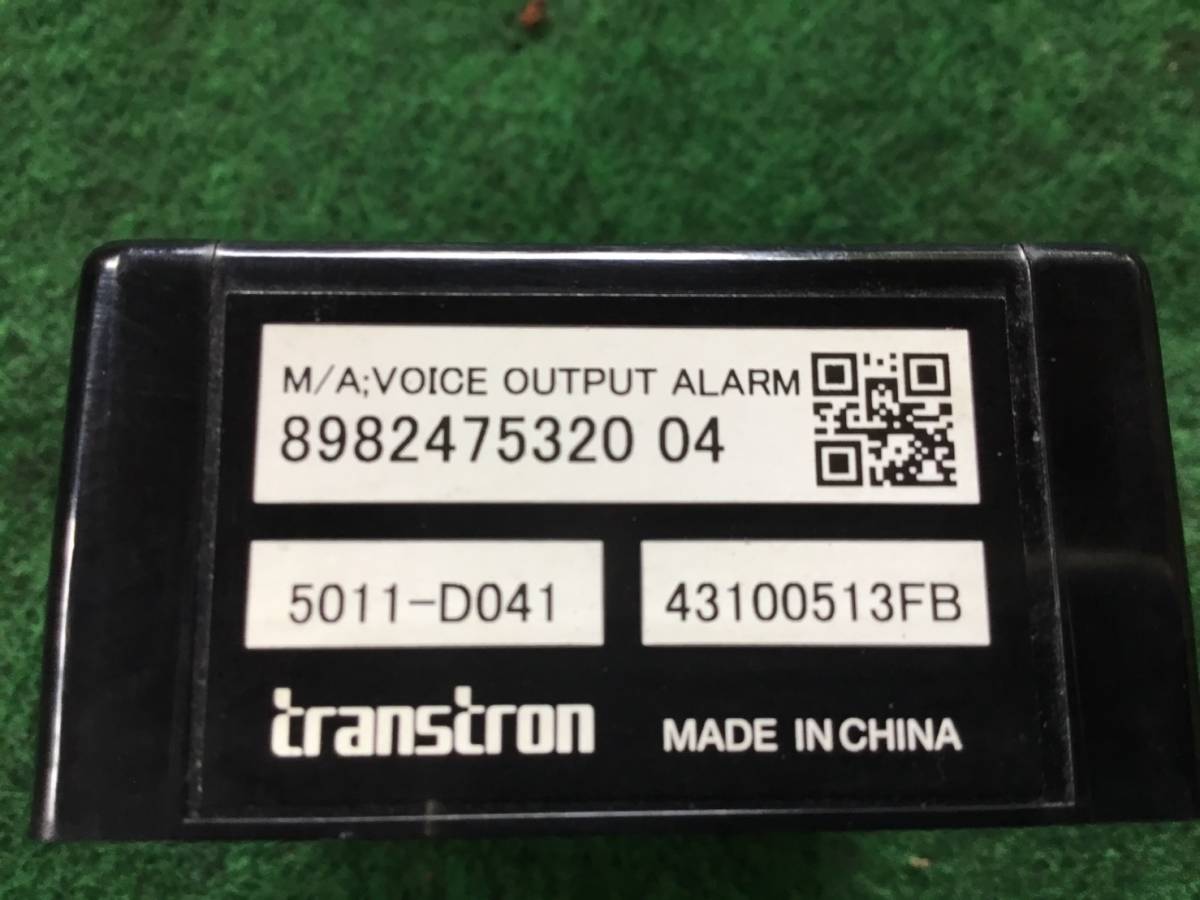 M/A;VOICE OUTPUT ALARM
8982475320 04
5011-D041
43100513FB
transtron
MADE IN CHINA